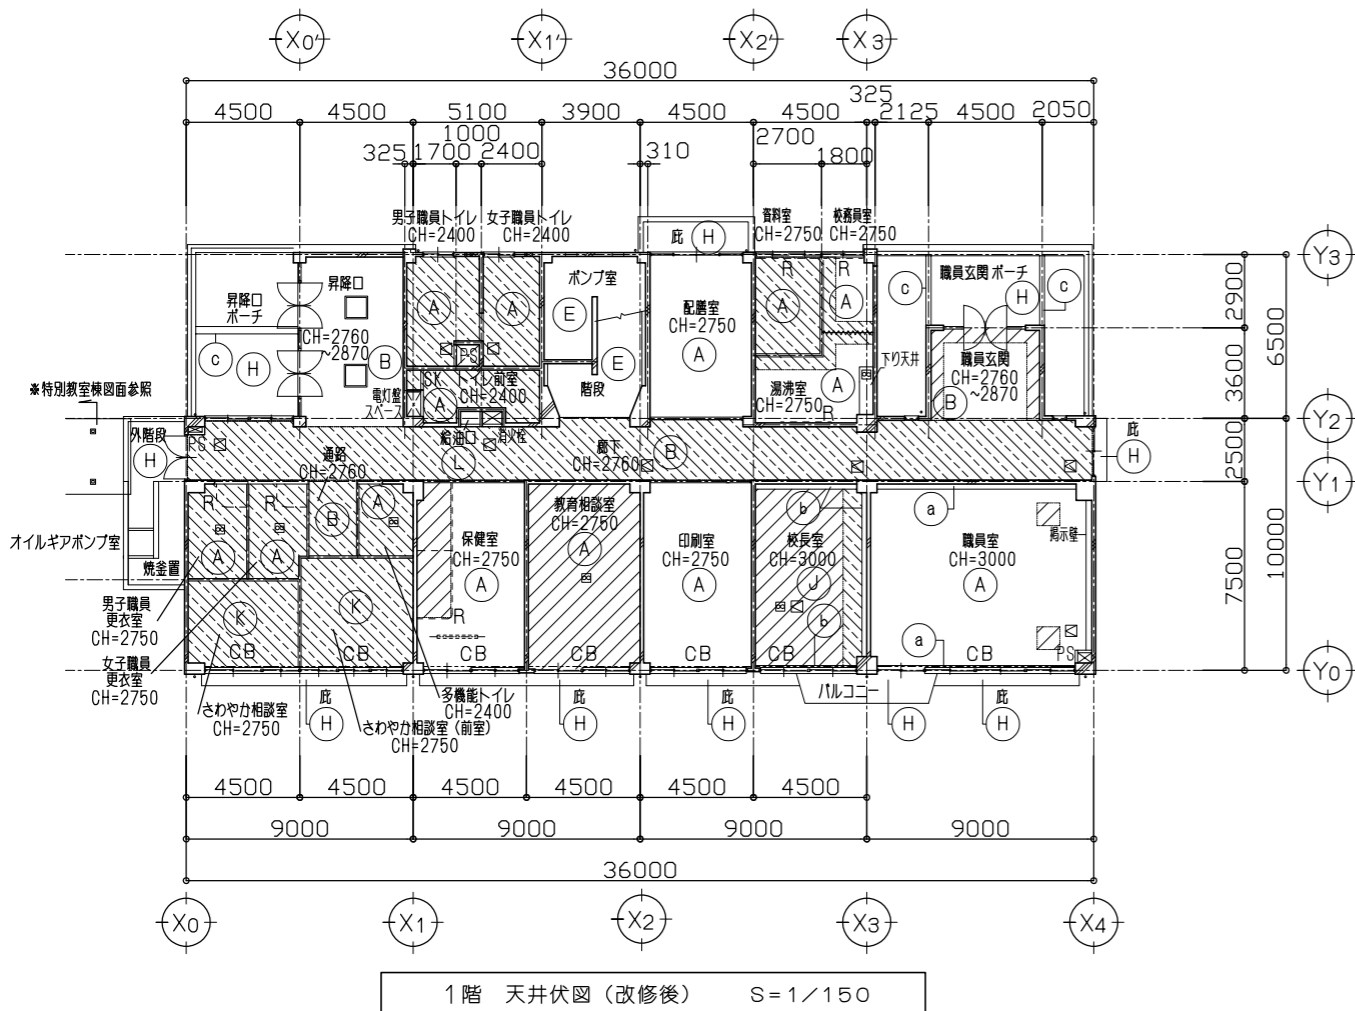 X0' X1' X2' X3
36000
4500 4500 5100 3900 4500 4500 325 2125 4500 2050
1000 2700
325 1700 2400 310 1800
男子職員トイレ
CH=2400
女子職員トイレ
CH=2400
庇 H
資料室
CH=2750
校務員室
CH=2750
Y3
昇降口
ポーチ
昇降口
CH=2760
~2870
B
c H
A A
PS
SK トイレ前室
CH=2400
A
電灯盤
スペース
給油口
消火栓
ポンプ室
E
E
階段
配膳室
CH=2750
A
R R
A A
湯沸室
CH=2750
A
R
下り天井
c
職員玄関 ポーチ
H
c
職員玄関
CH=2760
~2870
B
2900
3600
6500
※特別教室棟図面参照
Y2
外階段
H
PS
通路
CH=2760
L
廊下
CH=2760
B
庇
H
2500
Y1
R R
A A B A
オイルギアポンプ室
焼釜置
K K
CB CB
保健室
CH=2750
A
R
CB
教育相談室
CH=2750
A
CB
印刷室
CH=2750
A
CB
b
校長室
CH=3000
J
b
CB
a
職員室
CH=3000
A
a
CB
掲示壁
PS
7500
10000
Y0
男子職員
更衣室
CH=2750
女子職員
更衣室
CH=2750
さわやか相談室
CH=2750
庇
H
多機能トイレ
CH=2400
さわやか相談室（前室）
CH=2750
庇
H
庇
H
バルコニー
H
庇
H
4500 4500 4500 4500 4500 4500
9000 9000 9000 9000
36000
X0 X1 X2 X3 X4
1階 天井伏図（改修後） S=1/150